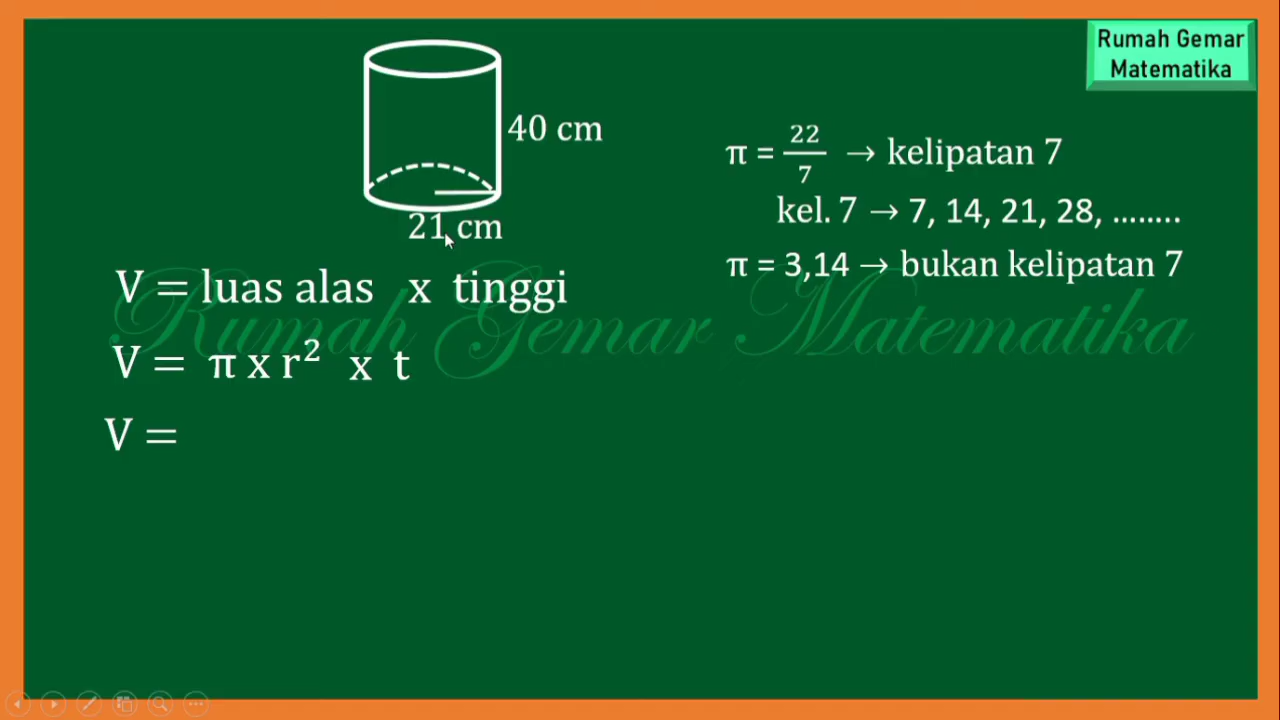 Rumah Gemar
Matematika
40 cm
21 cm
π = 22/7 → kelipatan 7
kel. 7 → 7, 14, 21, 28, ........
π = 3,14 → bukan kelipatan 7
V = luas alas x tinggi
Rumah Gemar Matematika
V = π x r² x t
V =